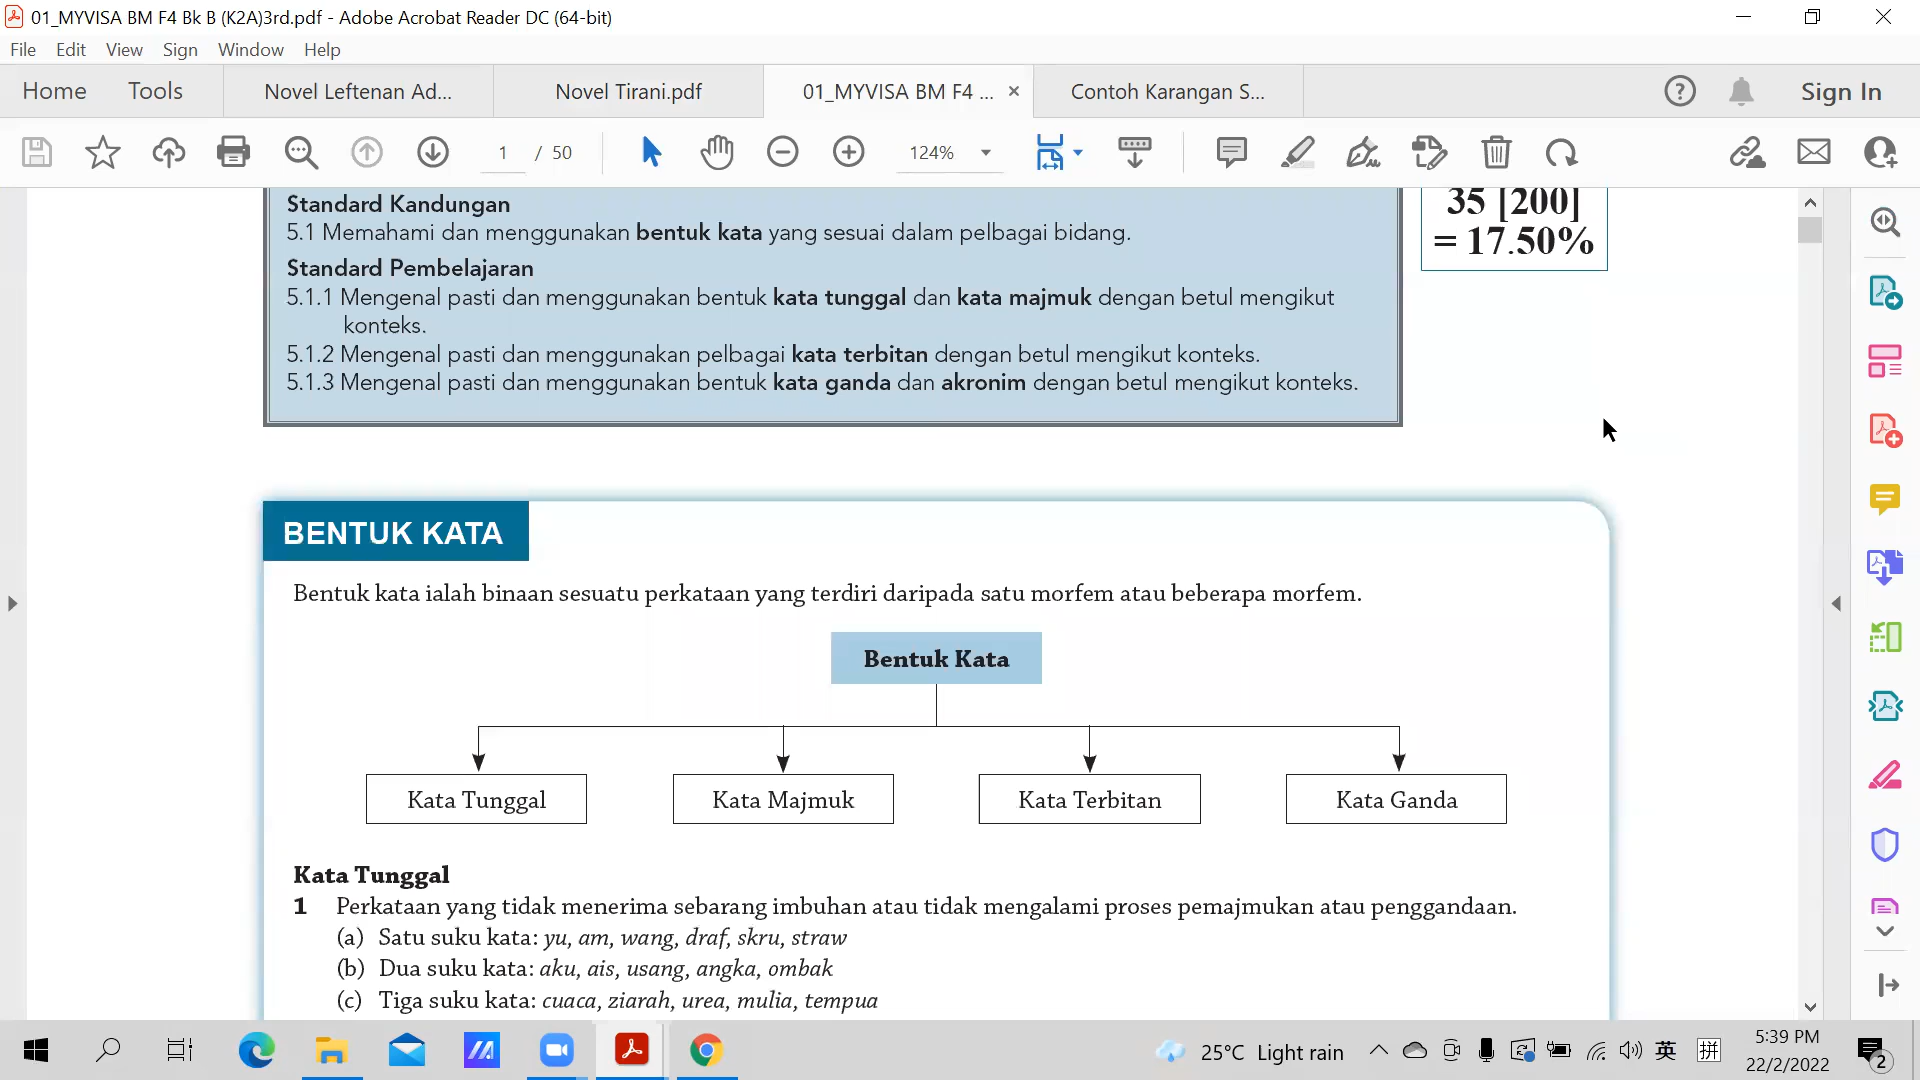 01_MYVISA BM F4 Bk B (K2A)3rd.pdf - Adobe Acrobat Reader DC (64-bit)
File Edit View Sign Window Help
Home Tools Novel Leftenan Ad... Novel Tirani.pdf 01_MYVISA BM F4 ... × Contoh Karangan S... Sign In
1 / 50 124%
Standard Kandungan
5.1 Memahami dan menggunakan bentuk kata yang sesuai dalam pelbagai bidang.
Standard Pembelajaran
5.1.1 Mengenal pasti dan menggunakan bentuk kata tunggal dan kata majmuk dengan betul mengikut
konteks.
5.1.2 Mengenal pasti dan menggunakan pelbagai kata terbitan dengan betul mengikut konteks.
5.1.3 Mengenal pasti dan menggunakan bentuk kata ganda dan akronim dengan betul mengikut konteks.
35 [200]
= 17.50%
BENTUK KATA
Bentuk kata ialah binaan sesuatu perkataan yang terdiri daripada satu morfem atau beberapa morfem.
Bentuk Kata
Kata Tunggal Kata Majmuk Kata Terbitan Kata Ganda
Kata Tunggal
1 Perkataan yang tidak menerima sebarang imbuhan atau tidak mengalami proses pemajmukan atau penggandaan.
(a) Satu suku kata: yu, am, wang, draf, skru, straw
(b) Dua suku kata: aku, ais, usang, angka, ombak
(c) Tiga suku kata: cuaca, ziarah, urea, mulia, tempua
25°C Light rain 英 拼 5:39 PM
22/2/2022 2